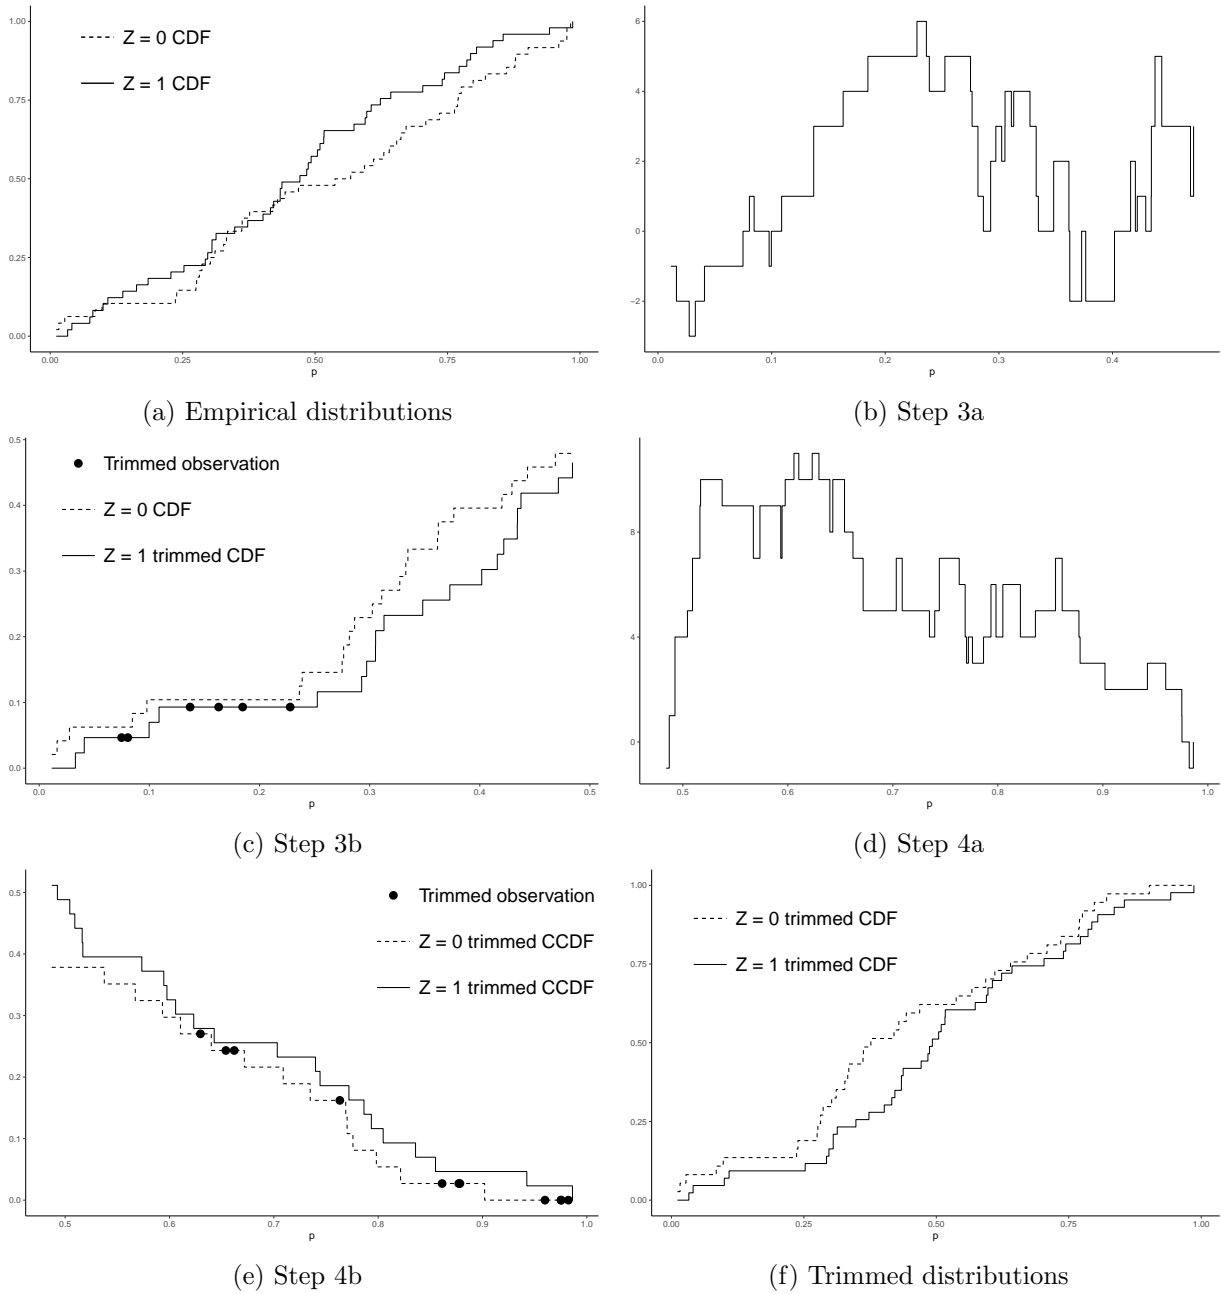 1.00
0.75
0.50
0.25
0.00
Z = 0 CDF
Z = 1 CDF
0.00 0.25 0.50 0.75 1.00
p
(a) Empirical distributions
6
4
2
0
−2
0.0 0.1 0.2 0.3 0.4
p
(b) Step 3a
0.5
0.4
0.3
0.2
0.1
0.0
Trimmed observation
Z = 0 CDF
Z = 1 trimmed CDF
0.0 0.1 0.2 0.3 0.4 0.5
p
(c) Step 3b
8
4
0
0.5 0.6 0.7 0.8 0.9 1.0
p
(d) Step 4a
0.5
0.4
0.3
0.2
0.1
0.0
Trimmed observation
Z = 0 trimmed CCDF
Z = 1 trimmed CCDF
0.5 0.6 0.7 0.8 0.9 1.0
p
(e) Step 4b
1.00
0.75
0.50
0.25
0.00
Z = 0 trimmed CDF
Z = 1 trimmed CDF
0.00 0.25 0.50 0.75 1.00
p
(f) Trimmed distributions